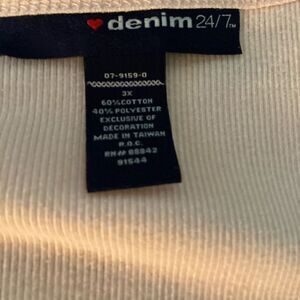 denim 24/7™
07-9159-0
3X
60% COTTON
40% POLYESTER
EXCLUSIVE OF
DECORATION
MADE IN TAIWAN
R.O.C.
RN# 88842
91544